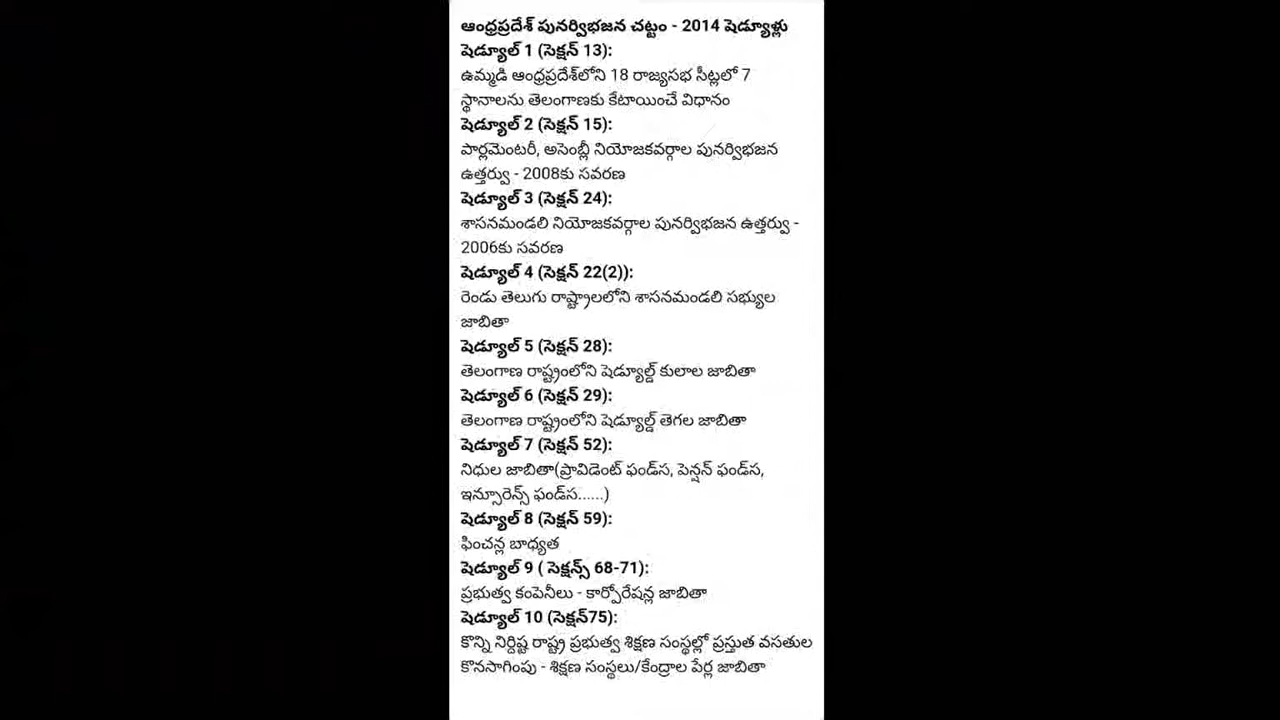 ఆంధ్రప్రదేశ్ పునర్విభజన చట్టం - 2014 షెడ్యూళ్లు
షెడ్యూల్ 1 (సెక్షన్ 13):
ఉమ్మడి ఆంధ్రప్రదేశ్‌లోని 18 రాజ్యసభ సీట్లలో 7
స్థానాలను తెలంగాణకు కేటాయించే విధానం
షెడ్యూల్ 2 (సెక్షన్ 15):
పార్లమెంటరీ, అసెంబ్లీ నియోజకవర్గాల పునర్విభజన
ఉత్తర్వు - 2008కు సవరణ
షెడ్యూల్ 3 (సెక్షన్ 24):
శాసనమండలి నియోజకవర్గాల పునర్విభజన ఉత్తర్వు -
2006కు సవరణ
షెడ్యూల్ 4 (సెక్షన్ 22(2)):
రెండు తెలుగు రాష్ట్రాలలోని శాసనమండలి సభ్యుల
జాబితా
షెడ్యూల్ 5 (సెక్షన్ 28):
తెలంగాణ రాష్ట్రంలోని షెడ్యూల్డ్ కులాల జాబితా
షెడ్యూల్ 6 (సెక్షన్ 29):
తెలంగాణ రాష్ట్రంలోని షెడ్యూల్డ్ తెగల జాబితా
షెడ్యూల్ 7 (సెక్షన్ 52):
నిధుల జాబితా(ప్రావిడెంట్ ఫండ్‌స, పెన్షన్ ఫండ్‌స,
ఇన్సూరెన్స్ ఫండ్‌స......)
షెడ్యూల్ 8 (సెక్షన్ 59):
ఫించన్ల బాధ్యత
షెడ్యూల్ 9 ( సెక్షన్స్ 68-71):
ప్రభుత్వ కంపెనీలు - కార్పోరేషన్ల జాబితా
షెడ్యూల్ 10 (సెక్షన్75):
కొన్ని నిర్దిష్ట రాష్ట్ర ప్రభుత్వ శిక్షణ సంస్థల్లో ప్రస్తుత వసతుల
కొనసాగింపు - శిక్షణ సంస్థలు/కేంద్రాల పేర్ల జాబితా